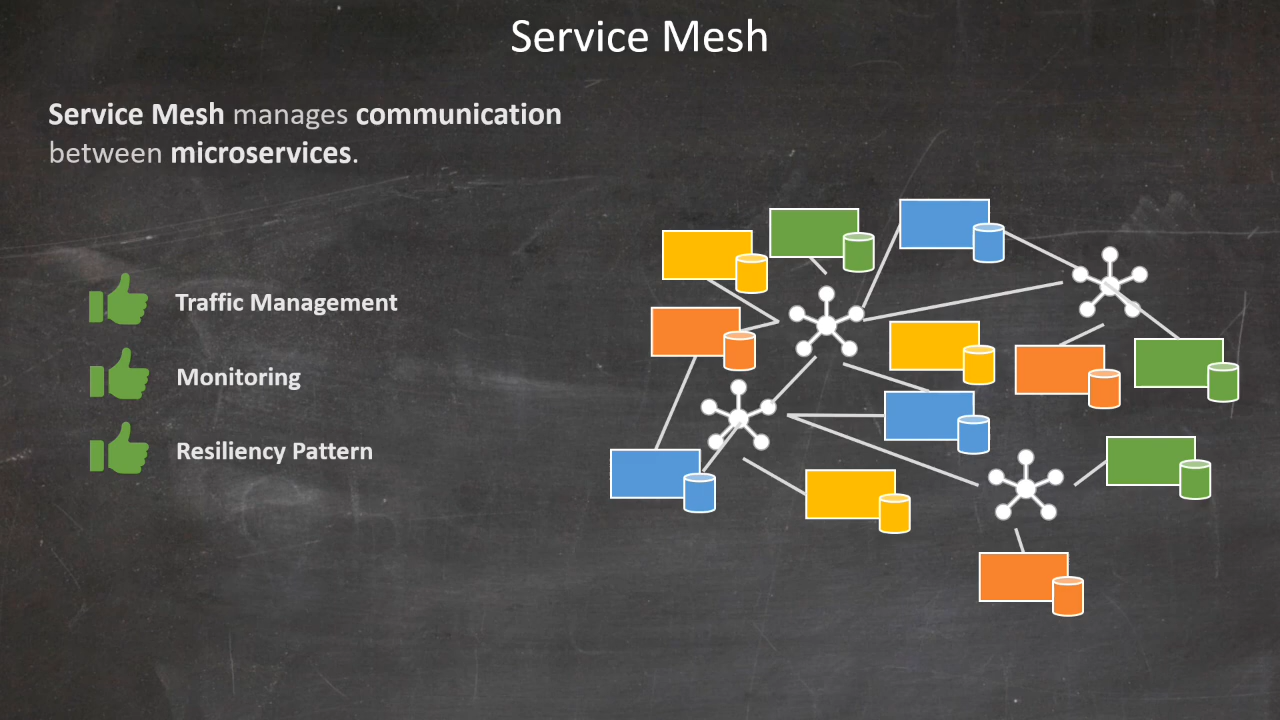 Service Mesh
Service Mesh manages communication
between microservices.
Traffic Management
Monitoring
Resiliency Pattern